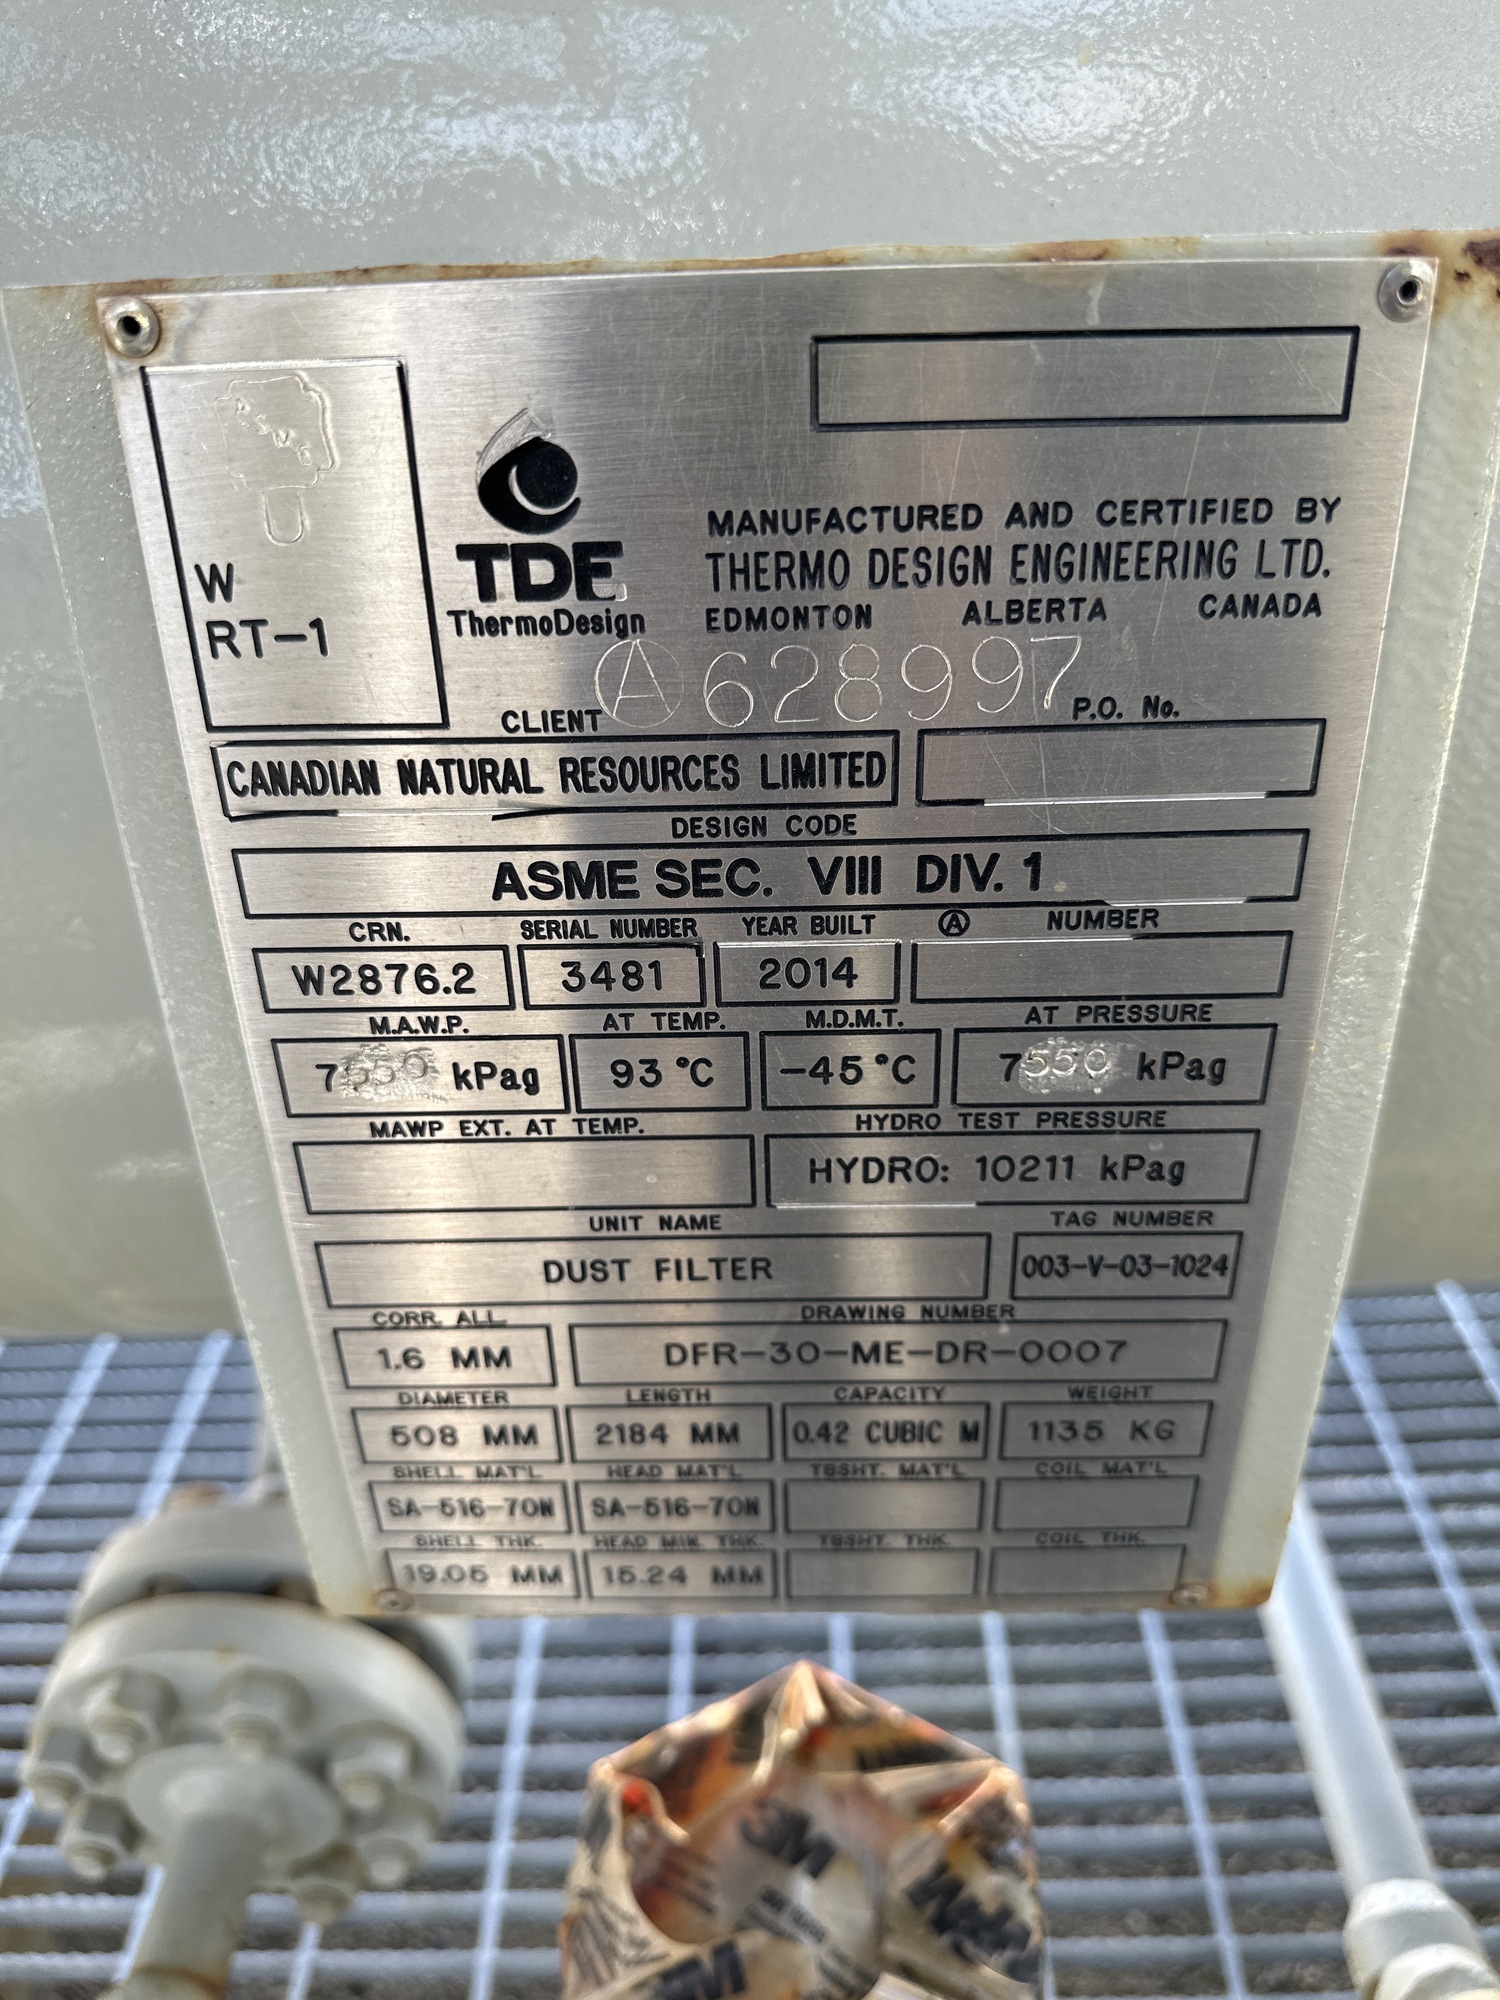 W
RT-1
TDE
ThermoDesign
MANUFACTURED AND CERTIFIED BY
THERMO DESIGN ENGINEERING LTD.
EDMONTON ALBERTA CANADA
Ⓐ 628997
CLIENT P.O. No.
CANADIAN NATURAL RESOURCES LIMITED
DESIGN CODE
ASME SEC. VIII DIV. 1
CRN. SERIAL NUMBER YEAR BUILT Ⓐ NUMBER
W2876.2 3481 2014
M.A.W.P. AT TEMP. M.D.M.T. AT PRESSURE
7550 kPag 93°C -45°C 7550 kPag
MAWP EXT. AT TEMP. HYDRO TEST PRESSURE
HYDRO: 10211 kPag
UNIT NAME TAG NUMBER
DUST FILTER 003-V-03-1024
CORR. ALL. DRAWING NUMBER
1.6 MM DFR-30-ME-DR-0007
DIAMETER LENGTH CAPACITY WEIGHT
508 MM 2184 MM 0.42 CUBIC M 1135 KG
SHELL MAT'L HEAD MAT'L TBSHT. MAT'L COIL MAT'L
SA-516-70N SA-516-70N
SHELL THK. HEAD MIN. THK. TBSHT. THK. COIL THK.
19.05 MM 15.24 MM
3M
3M